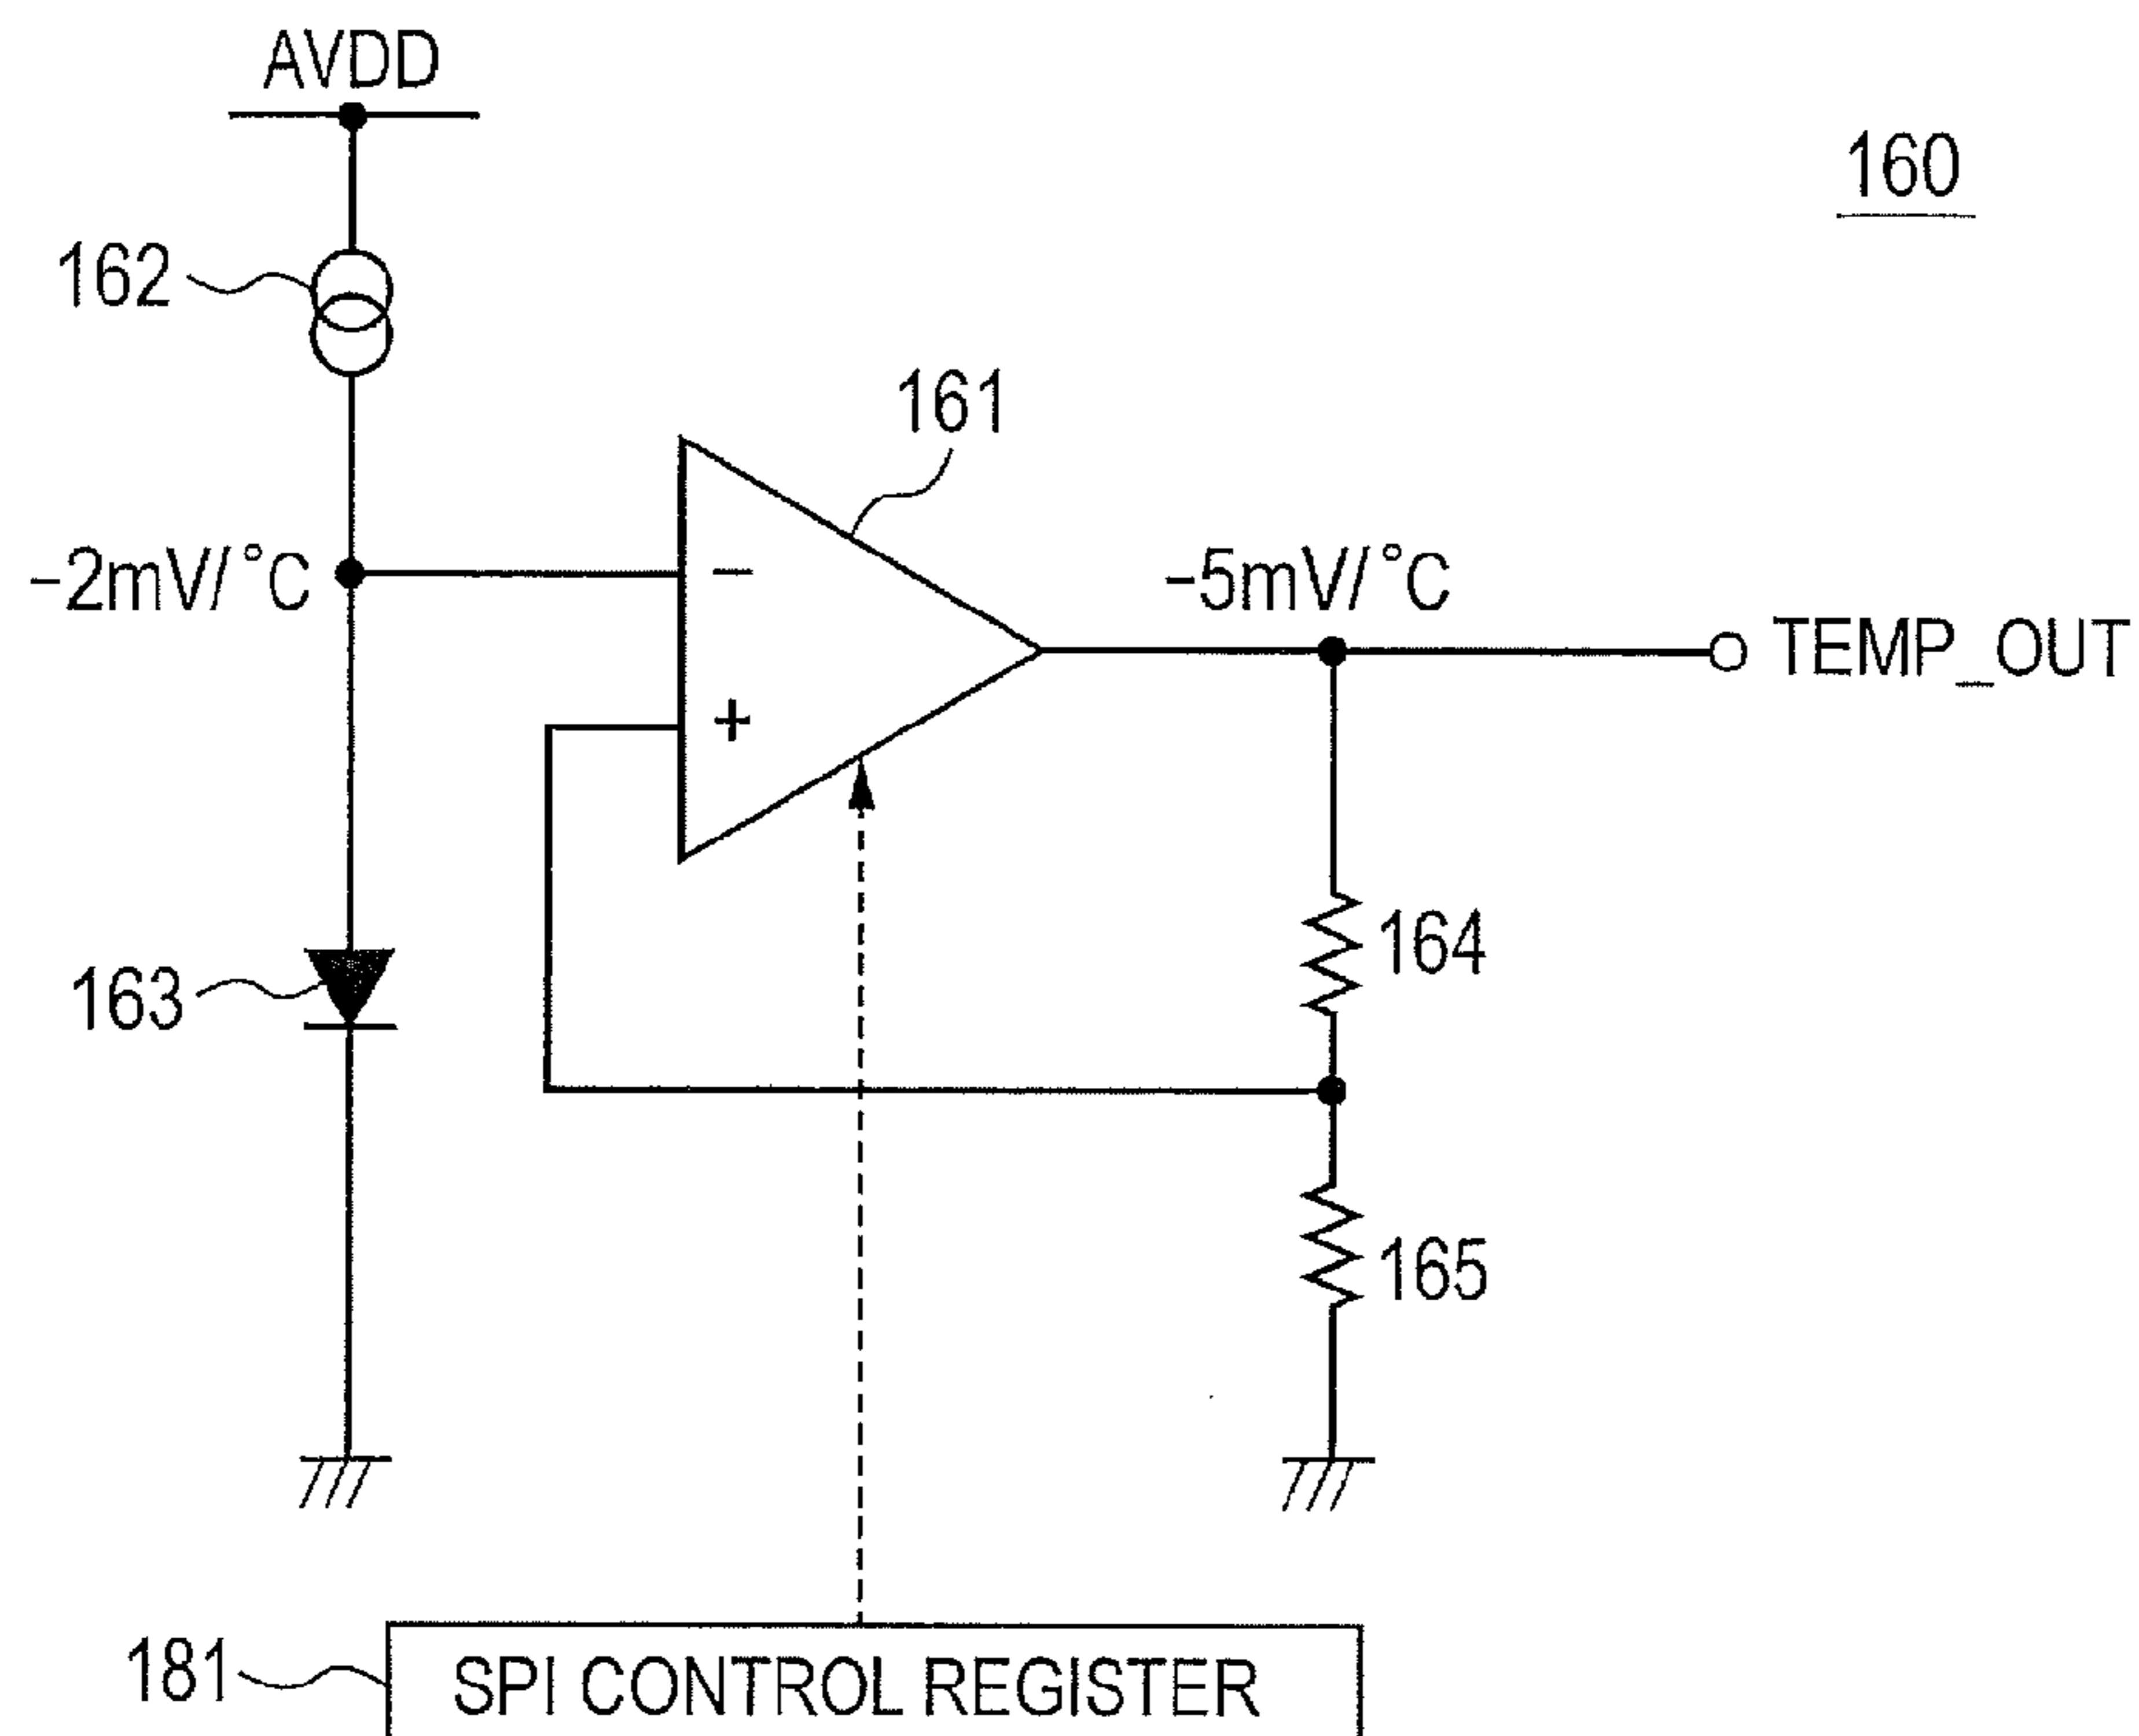 AVDD
160
162
161
-2mV/°C
-5mV/°C
−
+
TEMP_OUT
164
163
165
181
SPI CONTROL REGISTER